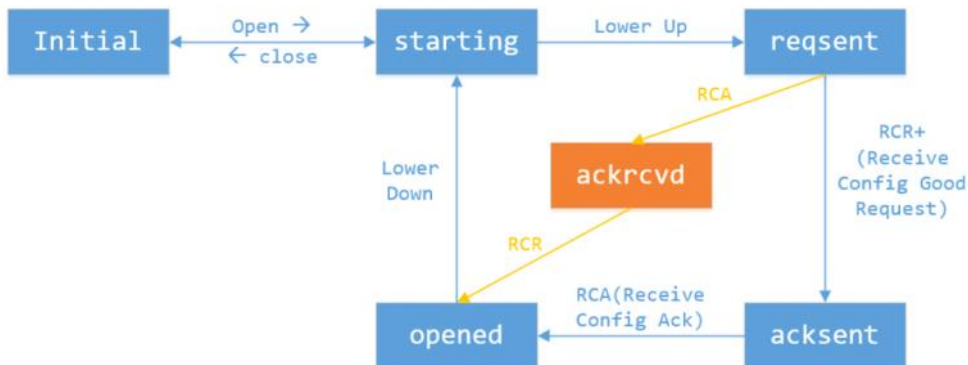 Initial
Open →
← close
starting
Lower Up
reqsent
RCA
RCR+
(Receive
Config Good
Request)
Lower
Down
ackrcvd
RCR
RCA(Receive
Config Ack)
opened
acksent